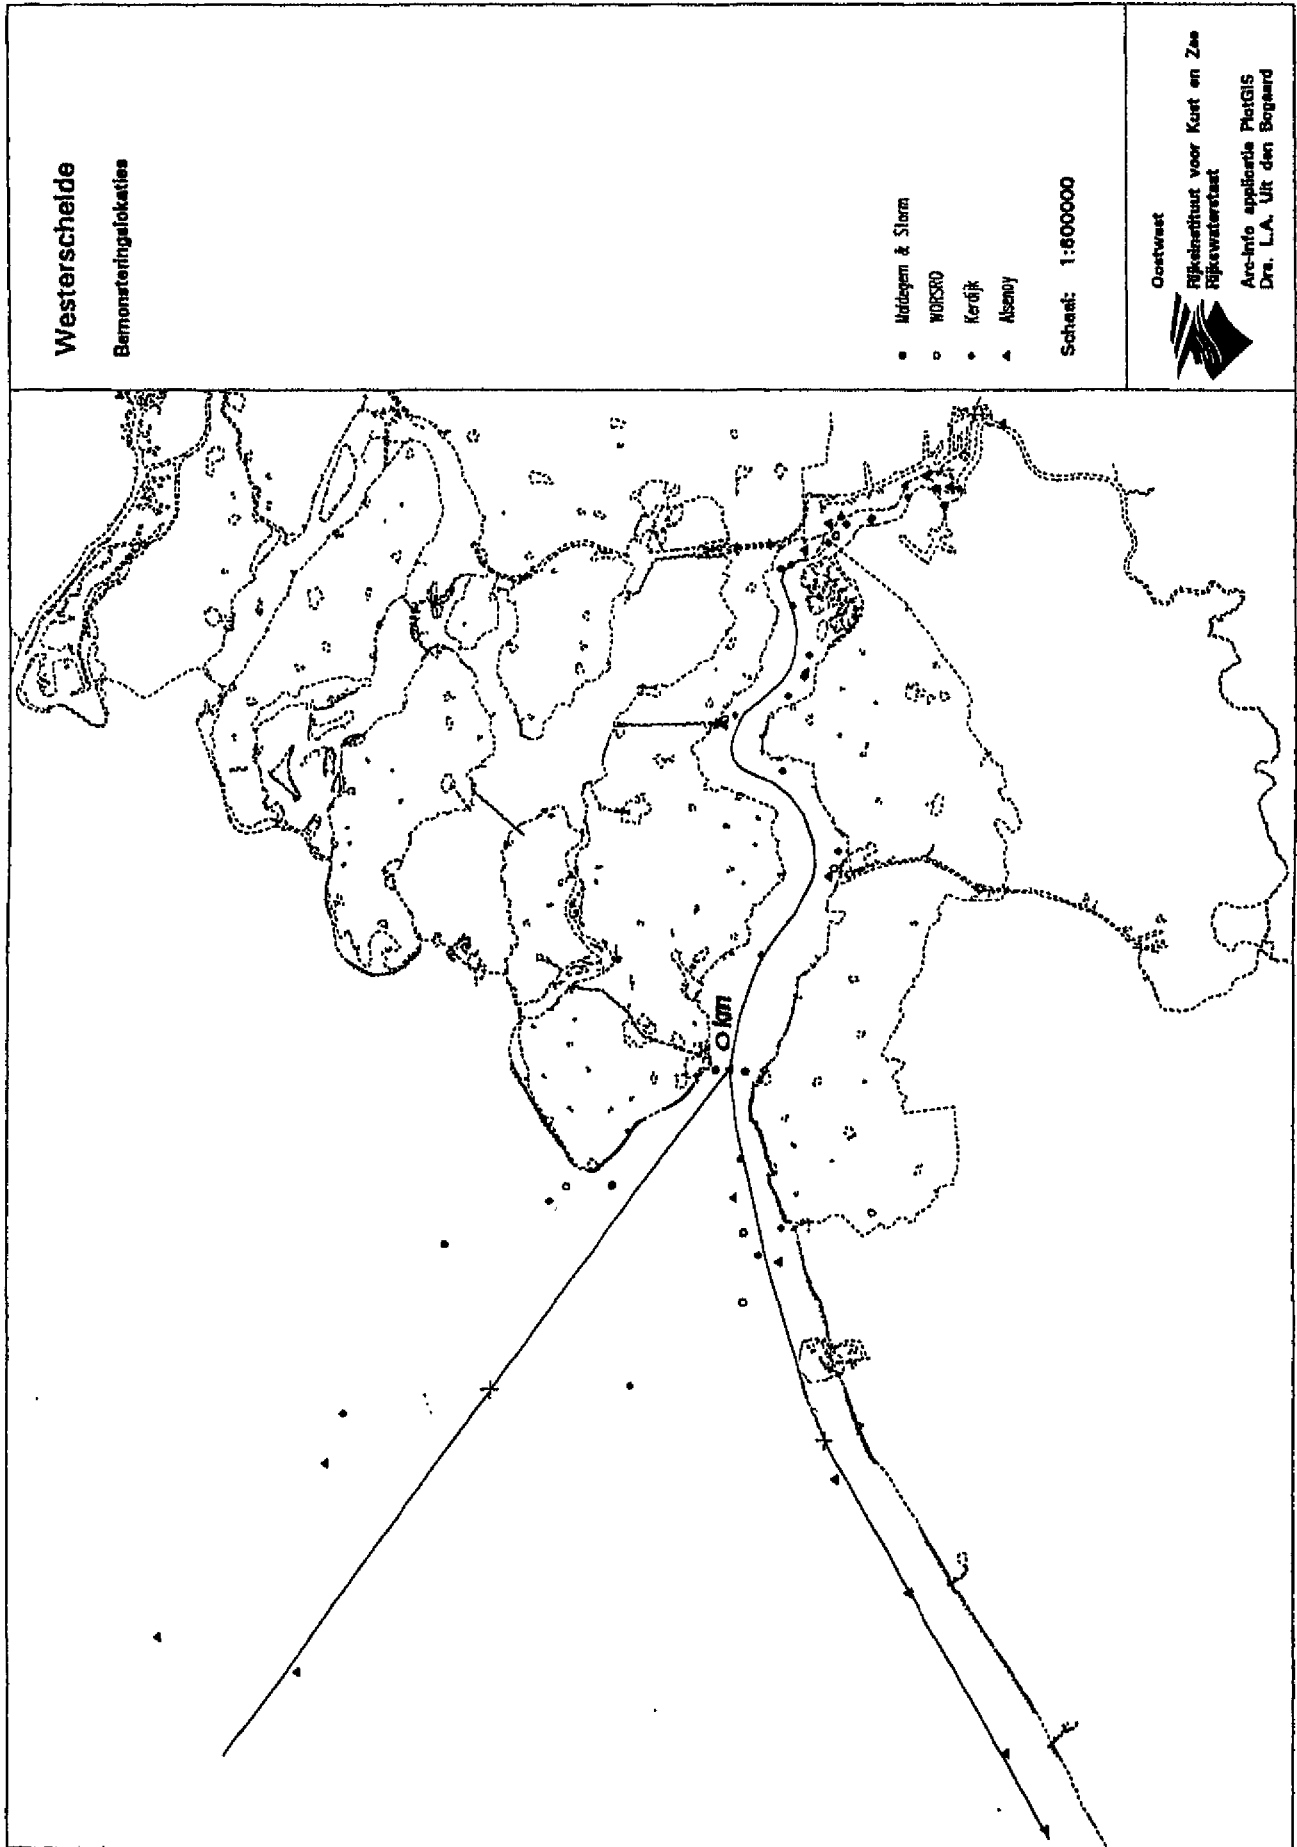 Westerschelde
Bemonsteringslokaties
Maldegem & Storm
WORSRO
Kerdijk
Alsenoy
Schaal: 1:600000
Oostwest
Rijksinstituut voor Kust en Zee
Rijkswaterstaat
Arc-Info applicatie PlotGIS
Drs. L.A. Uit den Bogaard
0 km